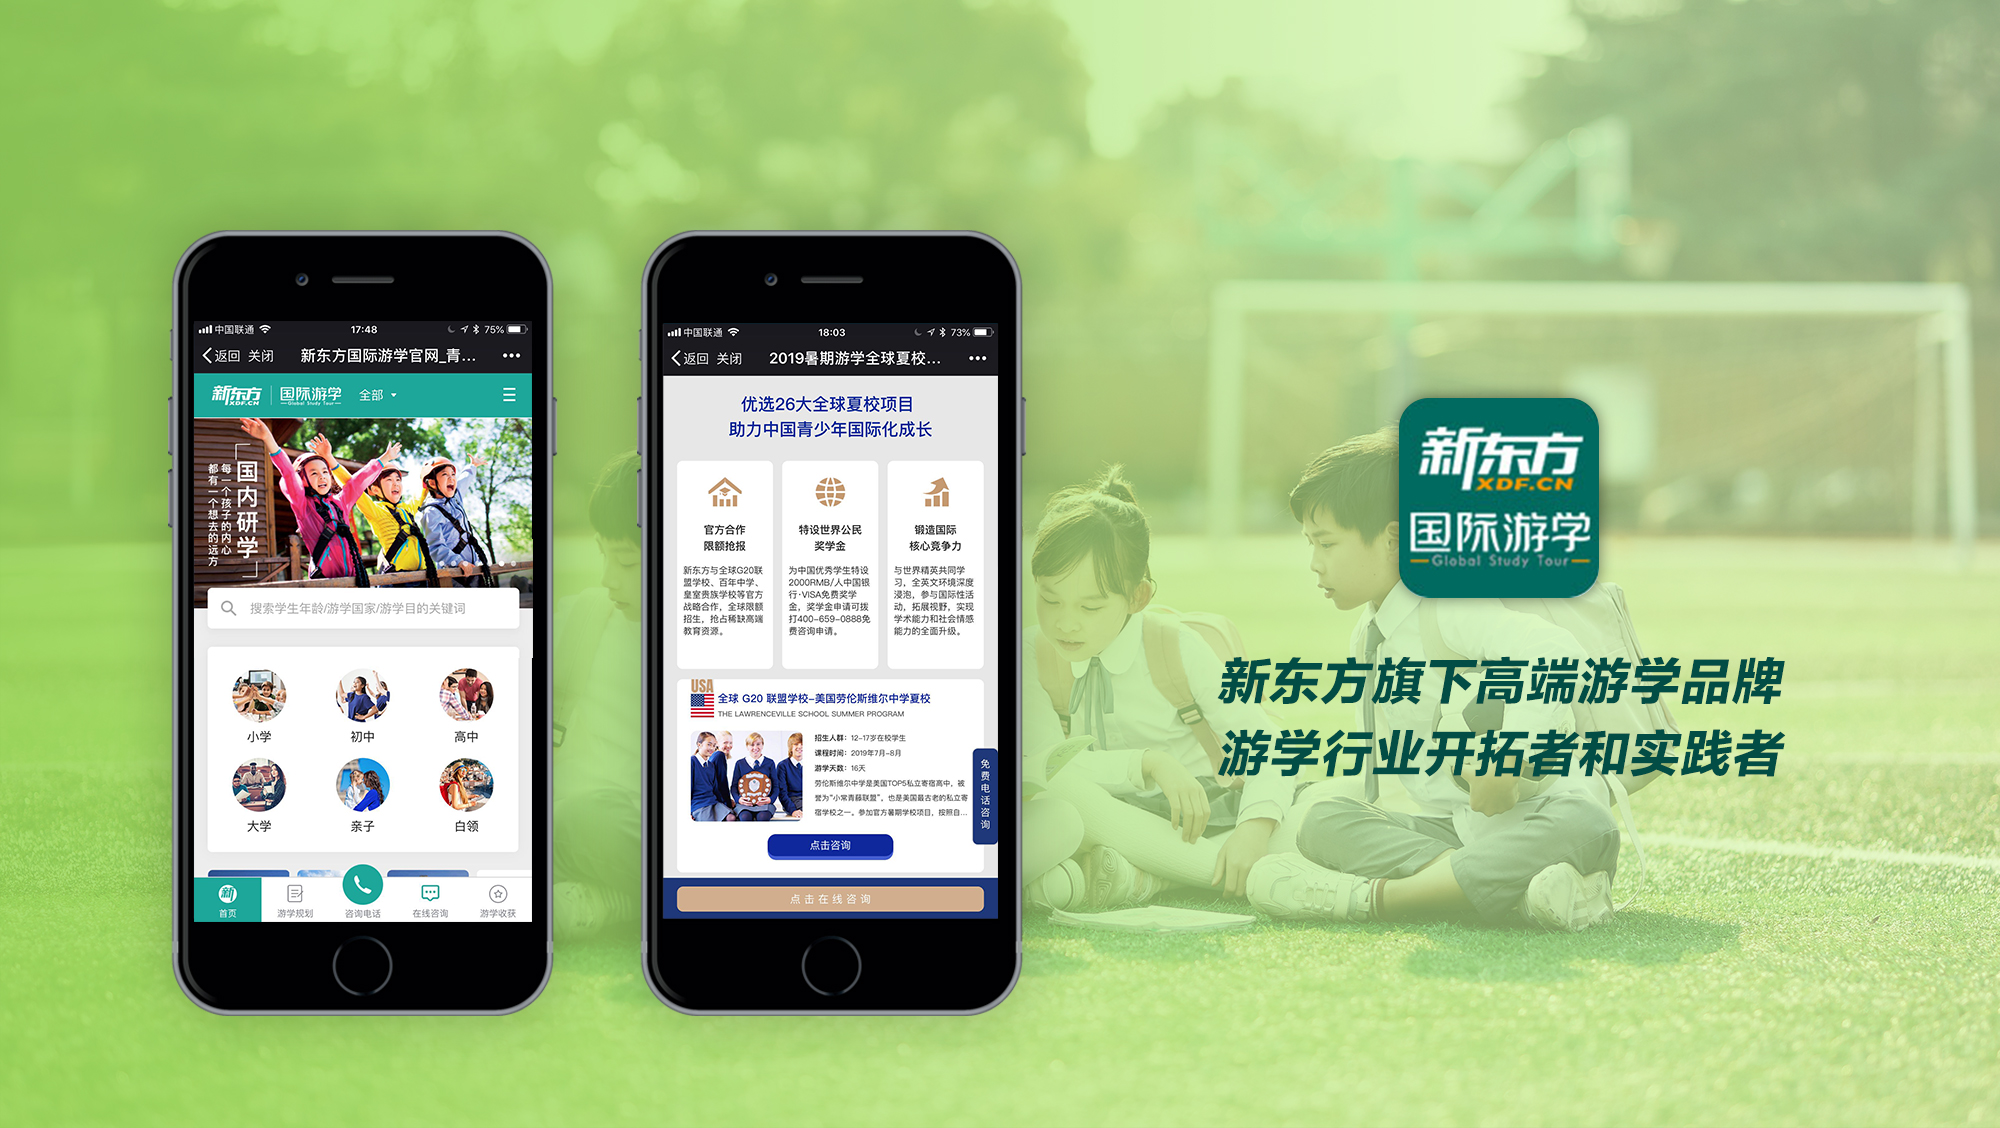 中国联通
17:48
75%
返回 关闭
新东方国际游学官网_青...
新东方
XDF.CN
国际游学
Global Study Tour
全部
国内研学
每一个孩子的内心
都有一个想去的远方
搜索学生年龄/游学国家/游学目的关键词
小学
初中
高中
大学
亲子
白领
新
首页
游学规划
咨询电话
在线咨询
游学收获
中国联通
18:03
73%
返回 关闭
2019暑期游学全球夏校...
优选26大全球夏校项目
助力中国青少年国际化成长
官方合作
限额抢报
新东方与全球G20联
盟学校、百年中学、
皇室贵族学校等官方
战略合作，全球限额
招生，抢占稀缺高端
教育资源。
特设世界公民
奖学金
为中国优秀学生特设
2000RMB/人中国银
行·VISA免费奖学
金，奖学金申请可拨
打400-659-0888免
费咨询申请。
锻造国际
核心竞争力
与世界精英共同学
习，全英文环境深度
浸泡，参与国际性活
动，拓展视野，实现
学术能力和社会情感
能力的全面升级。
USA
全球 G20 联盟学校-美国劳伦斯维尔中学夏校
THE LAWRENCEVILLE SCHOOL SUMMER PROGRAM
招生人群：12-17岁在校学生
课程时间：2019年7月-8月
游学天数：16天
劳伦斯维尔中学是美国TOP5私立寄宿高中，被
誉为“小常青藤联盟”，也是美国最古老的私立寄
宿学校之一。参加官方暑期学校项目，按照自...
免费电话咨询
点击咨询
点击在线咨询
新东方
XDF.CN
国际游学
Global Study Tour
新东方旗下高端游学品牌
游学行业开拓者和实践者